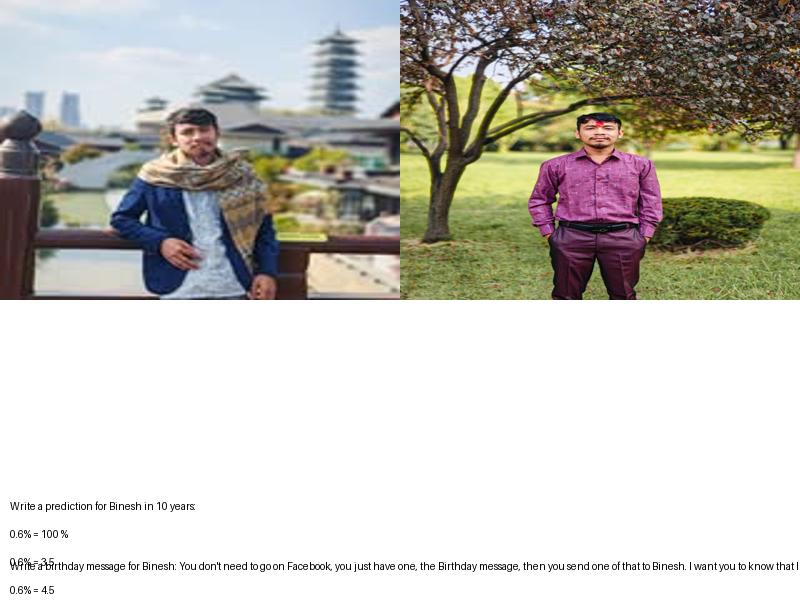 Write a prediction for Binesh in 10 years:
0.6% = 100 %
0.6% = 3.5
Write a birthday message for Binesh: You don't need to go on Facebook, you just have one, the Birthday message, then you send one of that to Binesh. I want you to know that I
0.6% = 4.5